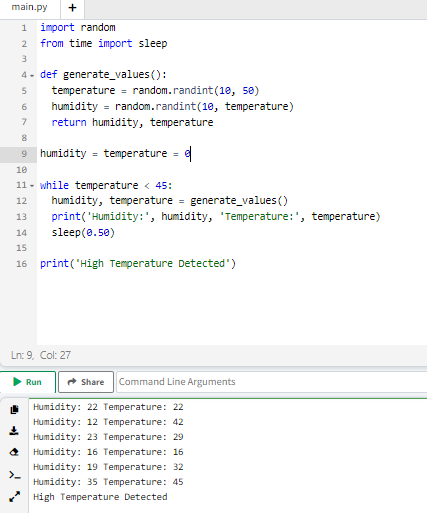 main.py +
1 import random
2 from time import sleep
3
4 def generate_values():
5   temperature = random.randint(10, 50)
6   humidity = random.randint(10, temperature)
7   return humidity, temperature
8
9 humidity = temperature = 0
10
11 while temperature < 45:
12   humidity, temperature = generate_values()
13   print('Humidity:', humidity, 'Temperature:', temperature)
14   sleep(0.50)
15
16 print('High Temperature Detected')
Ln: 9, Col: 27
Run Share Command Line Arguments
Humidity: 22 Temperature: 22
Humidity: 12 Temperature: 42
Humidity: 23 Temperature: 29
Humidity: 16 Temperature: 16
Humidity: 19 Temperature: 32
Humidity: 35 Temperature: 45
High Temperature Detected